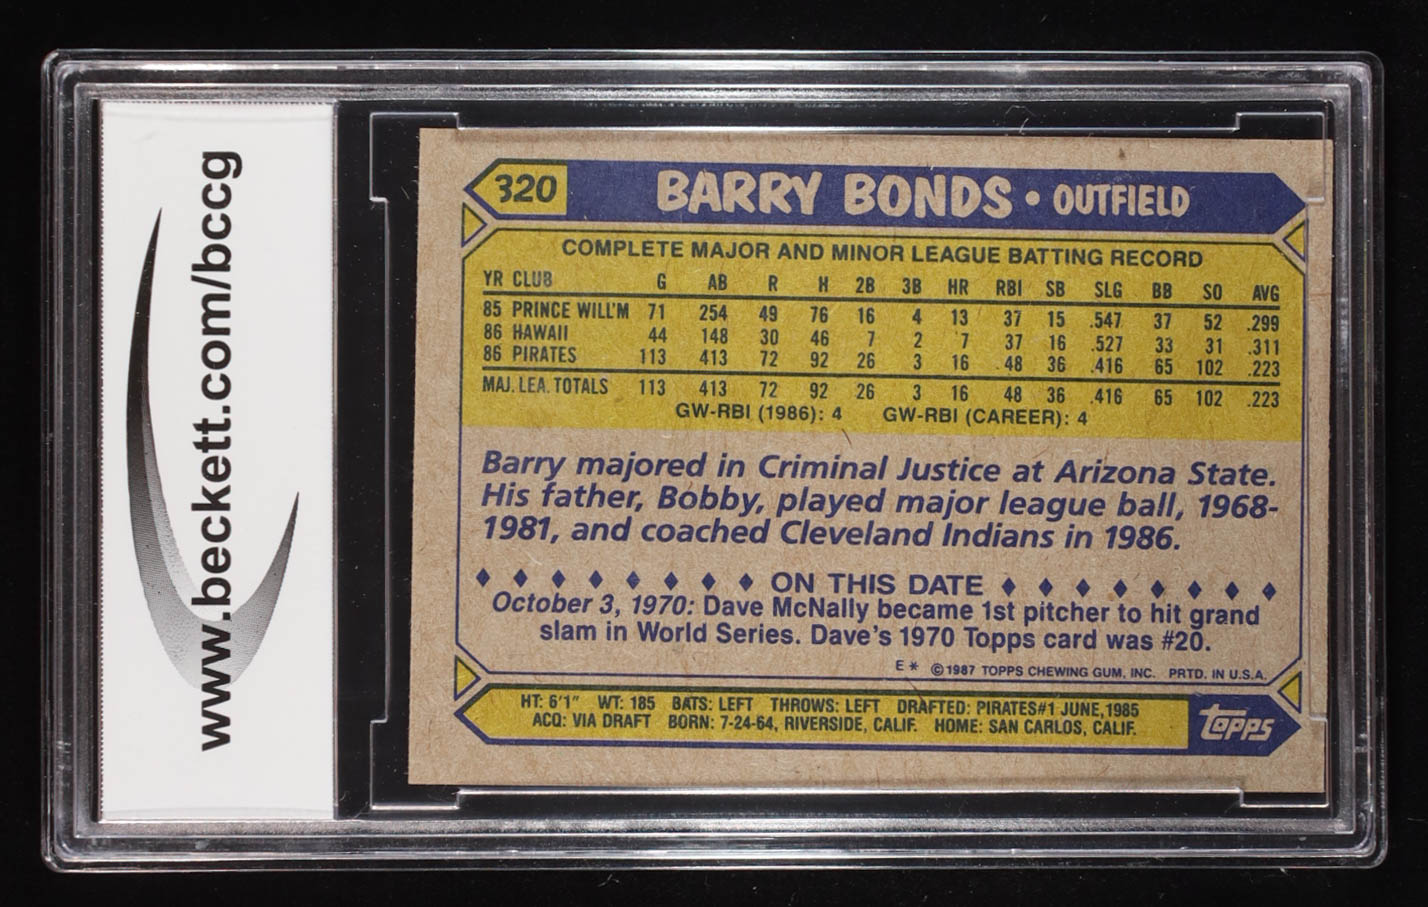 www.beckett.com/bccg
320 BARRY BONDS • OUTFIELD
COMPLETE MAJOR AND MINOR LEAGUE BATTING RECORD
YR CLUB G AB R H 2B 3B HR RBI SB SLG BB SO AVG
85 PRINCE WILL'M 71 254 49 76 16 4 13 37 15 .547 37 52 .299
86 HAWAII 44 148 30 46 7 2 7 37 16 .527 33 31 .311
86 PIRATES 113 413 72 92 26 3 16 48 36 .416 65 102 .223
MAJ. LEA. TOTALS 113 413 72 92 26 3 16 48 36 .416 65 102 .223
GW-RBI (1986): 4 GW-RBI (CAREER): 4
Barry majored in Criminal Justice at Arizona State.
His father, Bobby, played major league ball, 1968-
1981, and coached Cleveland Indians in 1986.
ON THIS DATE
October 3, 1970: Dave McNally became 1st pitcher to hit grand
slam in World Series. Dave's 1970 Topps card was #20.
E* © 1987 TOPPS CHEWING GUM, INC. PRTD. IN U.S.A.
HT: 6'1" WT: 185 BATS: LEFT THROWS: LEFT DRAFTED: PIRATES#1 JUNE,1985
ACQ: VIA DRAFT BORN: 7-24-64, RIVERSIDE, CALIF. HOME: SAN CARLOS, CALIF.
Topps